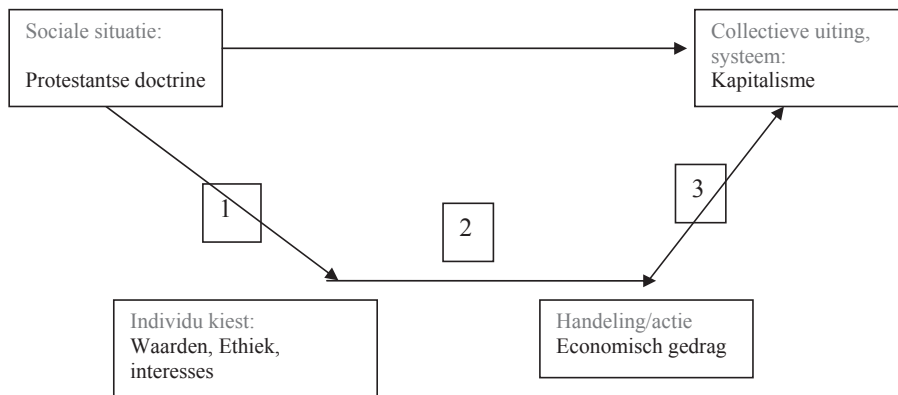 Sociale situatie:
Protestantse doctrine
Collectieve uiting,
systeem:
Kapitalisme
1
2
3
Individu kiest:
Waarden, Ethiek,
interesses
Handeling/actie
Economisch gedrag